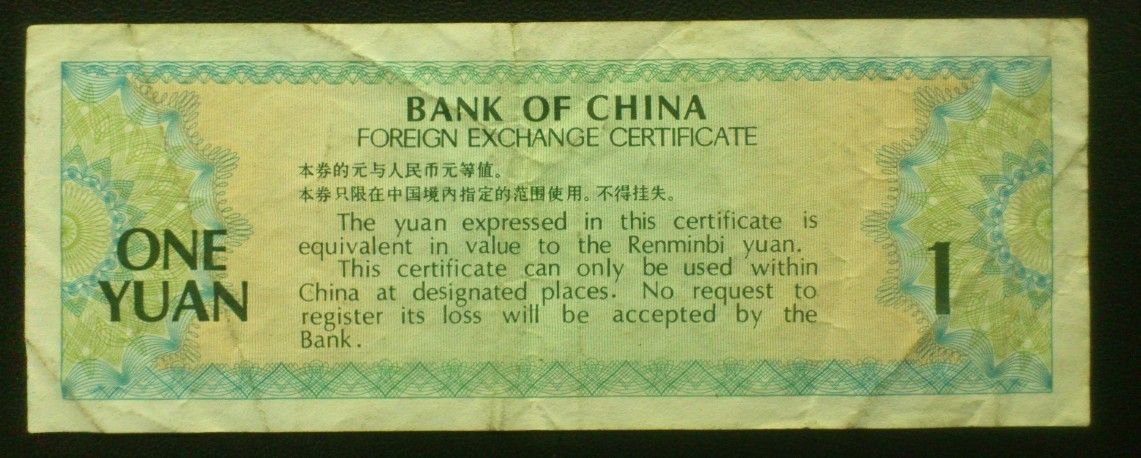 BANK OF CHINA
FOREIGN EXCHANGE CERTIFICATE
本券的元与人民币元等值。
本券只限在中国境内指定的范围使用。不得挂失。
The yuan expressed in this certificate is
equivalent in value to the Renminbi yuan.
This certificate can only be used within
China at designated places. No request to
register its loss will be accepted by the
Bank.
ONE
YUAN
1